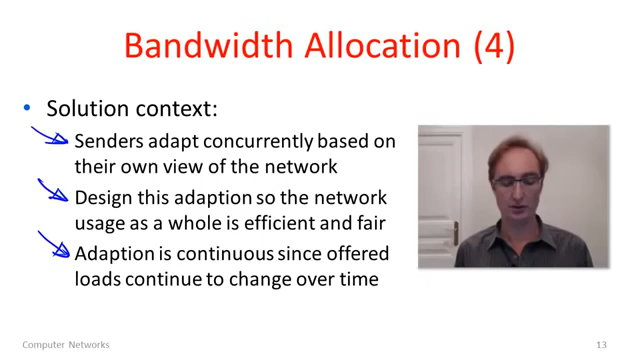 Bandwidth Allocation (4)
• Solution context:
Senders adapt concurrently based on
their own view of the network
Design this adaption so the network
usage as a whole is efficient and fair
Adaption is continuous since offered
loads continue to change over time
Computer Networks
13